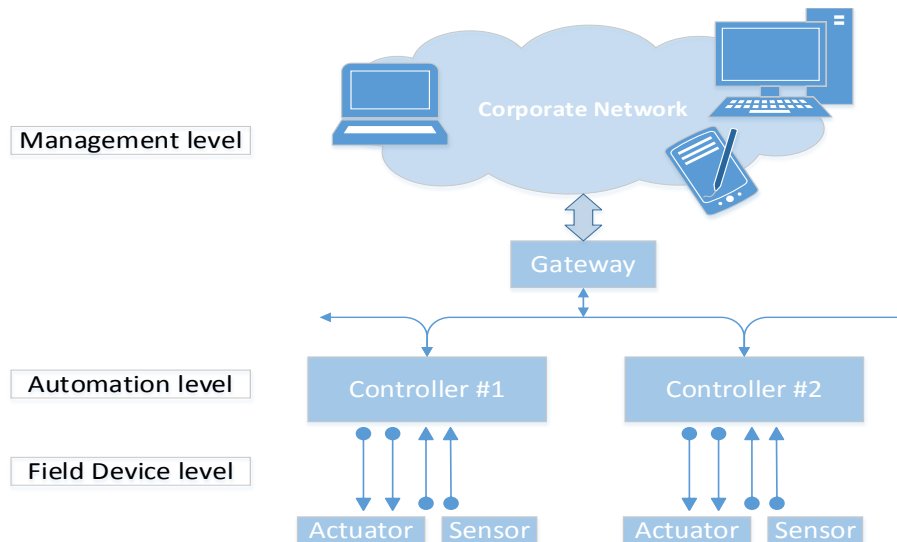 Corporate Network
Management level
Gateway
Automation level
Controller #1
Controller #2
Field Device level
Actuator
Sensor
Actuator
Sensor